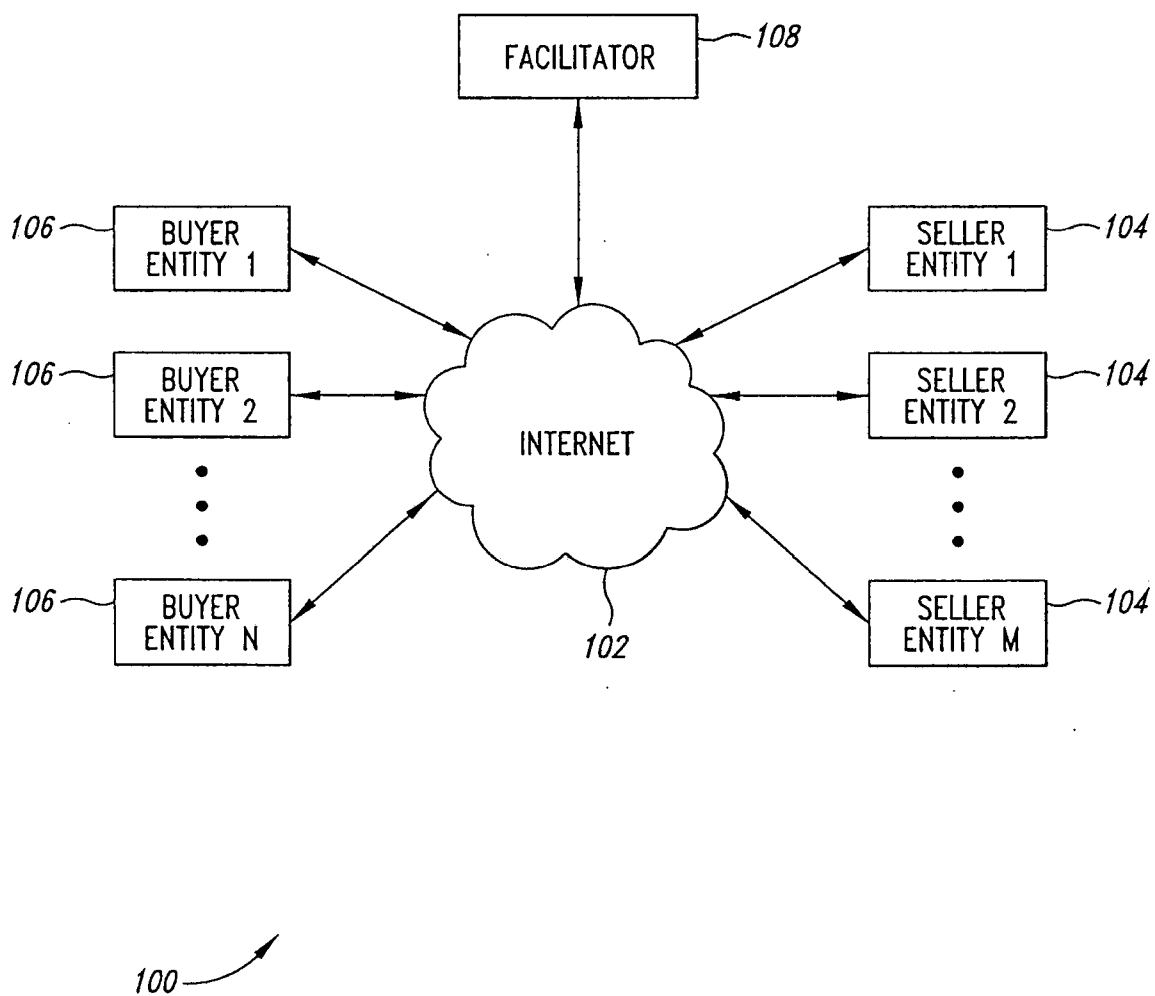 FACILITATOR
108
106
BUYER
ENTITY 1
SELLER
ENTITY 1
104
106
BUYER
ENTITY 2
SELLER
ENTITY 2
104
INTERNET
106
BUYER
ENTITY N
SELLER
ENTITY M
104
102
100